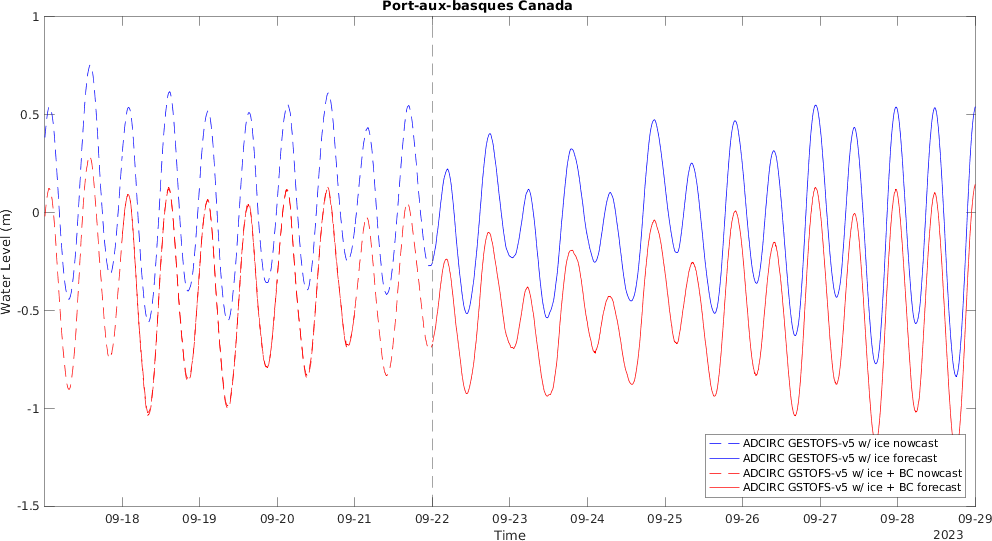 Port-aux-basques Canada
Water Level (m)
1
0.5
0
-0.5
-1
-1.5
ADCIRC GESTOFS-v5 w/ ice nowcast
ADCIRC GESTOFS-v5 w/ ice forecast
ADCIRC GSTOFS-v5 w/ ice + BC nowcast
ADCIRC GSTOFS-v5 w/ ice + BC forecast
09-18 09-19 09-20 09-21 09-22 09-23 09-24 09-25 09-26 09-27 09-28 09-29
Time
2023